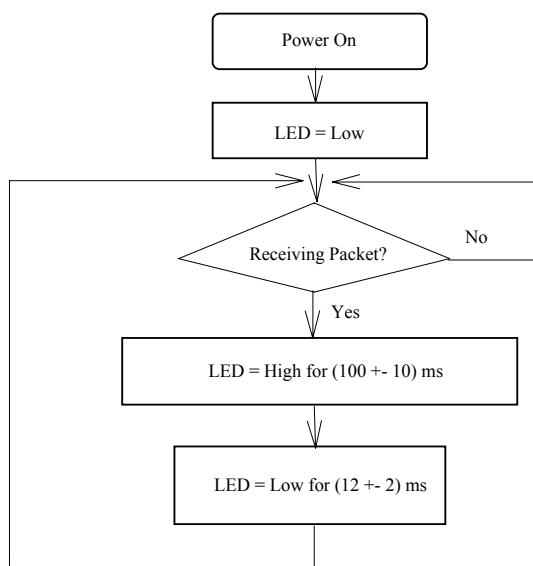 Power On
LED = Low
Receiving Packet?
No
Yes
LED = High for (100 +- 10) ms
LED = Low for (12 +- 2) ms